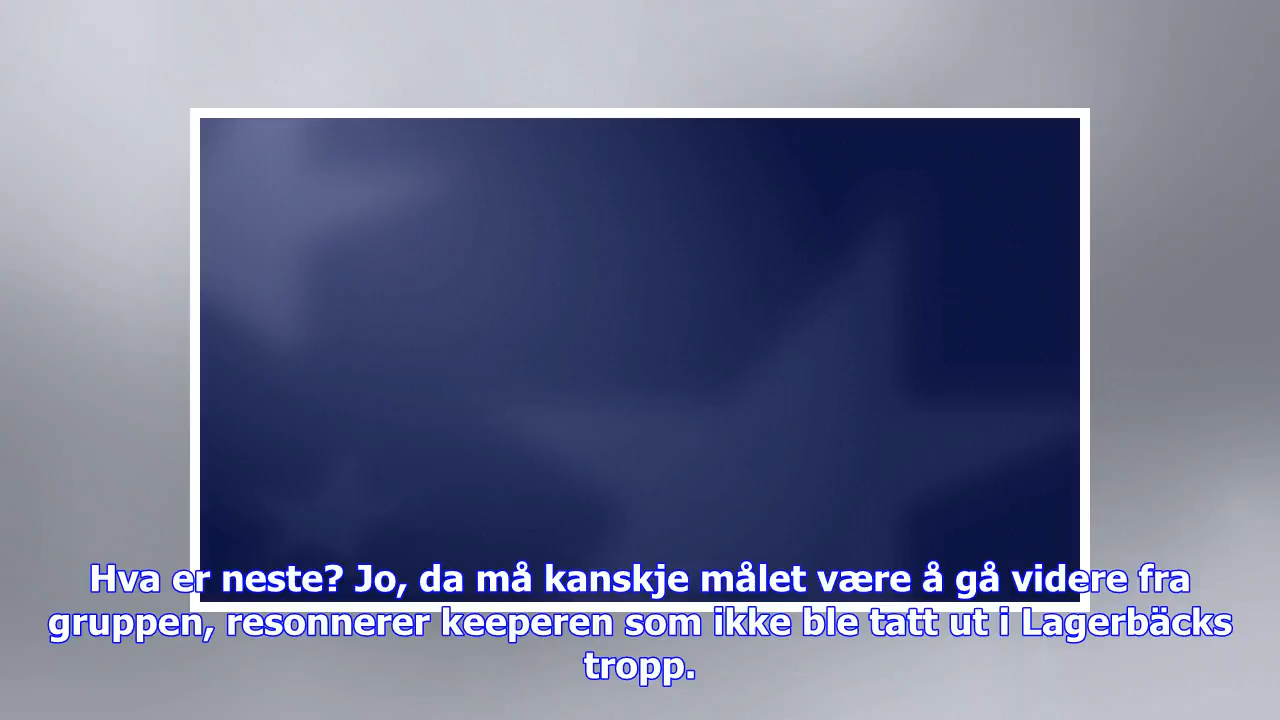 Hva er neste? Jo, da må kanskje målet være å gå videre fra
gruppen, resonnerer keeperen som ikke ble tatt ut i Lagerbäcks
tropp.